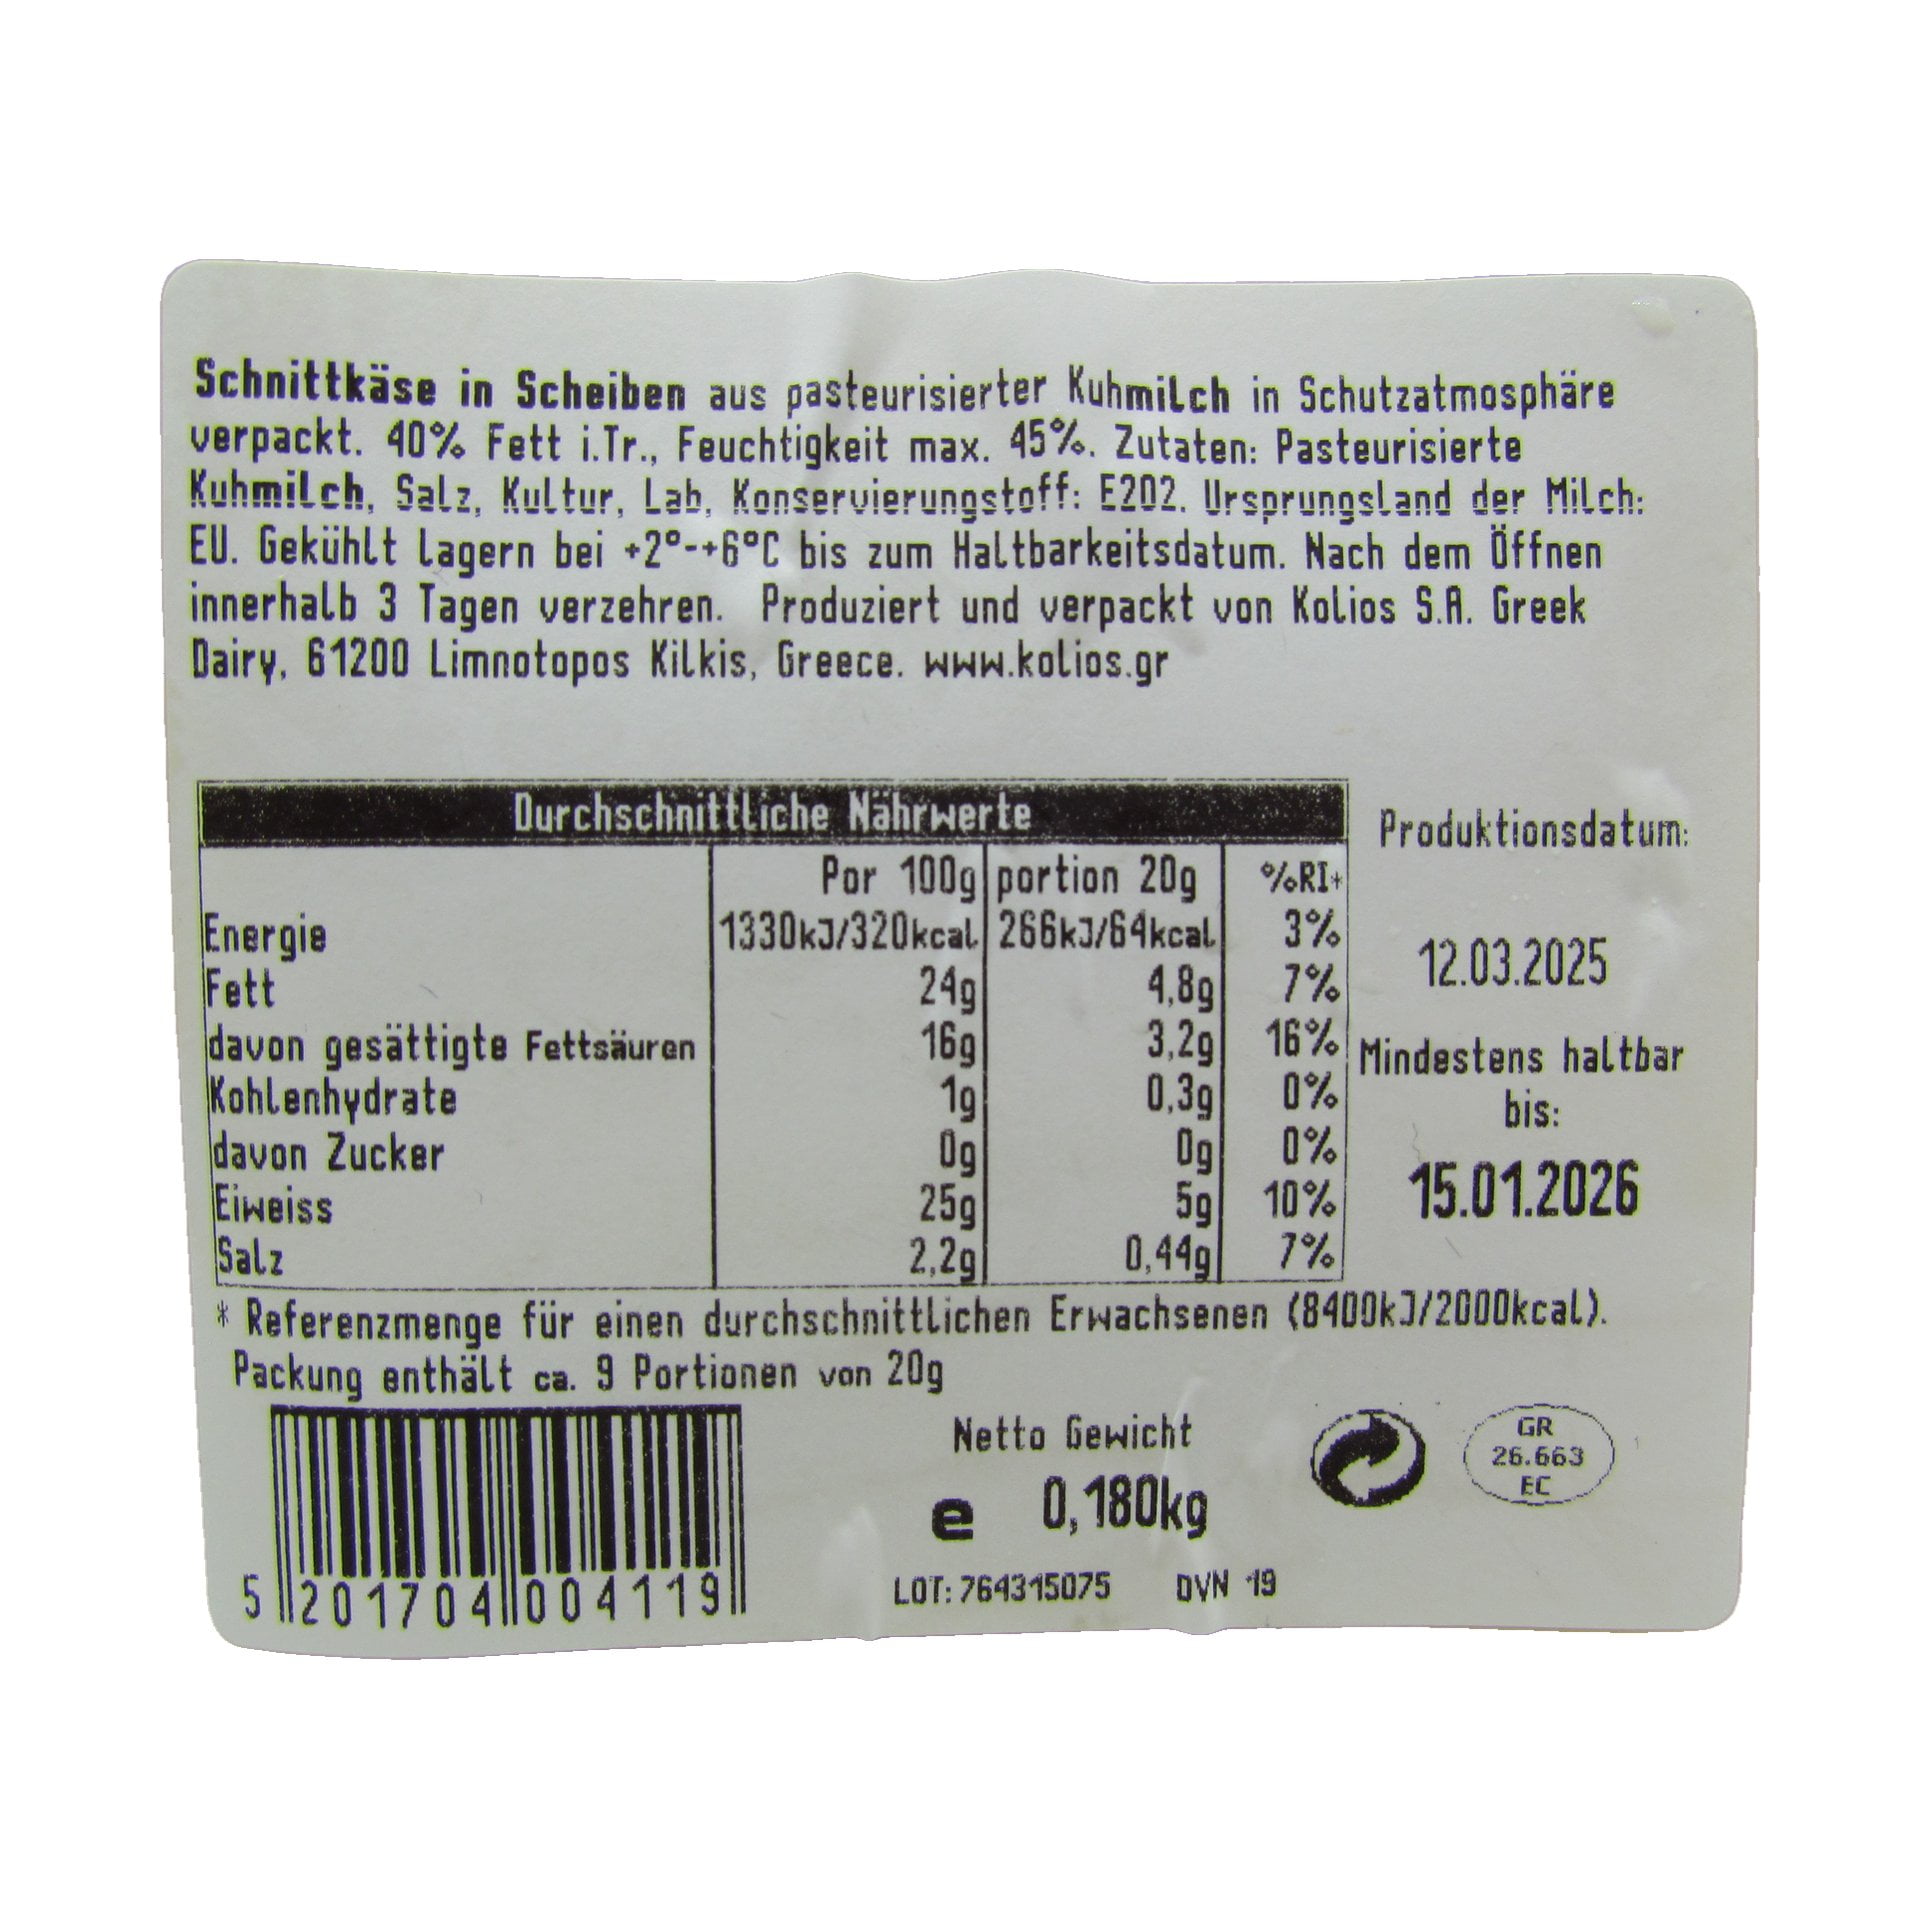 Schnittkäse in Scheiben aus pasteurisierter Kuhmilch in Schutzatmosphäre
verpackt. 40% Fett i.Tr., Feuchtigkeit max. 45%. Zutaten: Pasteurisierte
Kuhmilch, Salz, Kultur, Lab, Konservierungstoff: E202. Ursprungsland der Milch:
EU. Gekühlt lagern bei +2°-+6°C bis zum Haltbarkeitsdatum. Nach dem Öffnen
innerhalb 3 Tagen verzehren. Produziert und verpackt von Kolios S.A. Greek
Dairy, 61200 Limnotopos Kilkis, Greece. www.kolios.gr
Durchschnittliche Nährwerte
Por 100g portion 20g %RI*
Energie 1330kJ/320kcal 266kJ/64kcal 3%
Fett 24g 4,8g 7%
davon gesättigte Fettsäuren 16g 3,2g 16%
Kohlenhydrate 1g 0,3g 0%
davon Zucker 0g 0g 0%
Eiweiss 25g 5g 10%
Salz 2,2g 0,44g 7%
Produktionsdatum:
12.03.2025
Mindestens haltbar
bis:
15.01.2026
* Referenzmenge für einen durchschnittlichen Erwachsenen (8400kJ/2000kcal).
Packung enthält ca. 9 Portionen von 20g
5 201704 004119
Netto Gewicht
e 0,180kg
LOT: 764315075 DYN 19
GR
26.663
EC